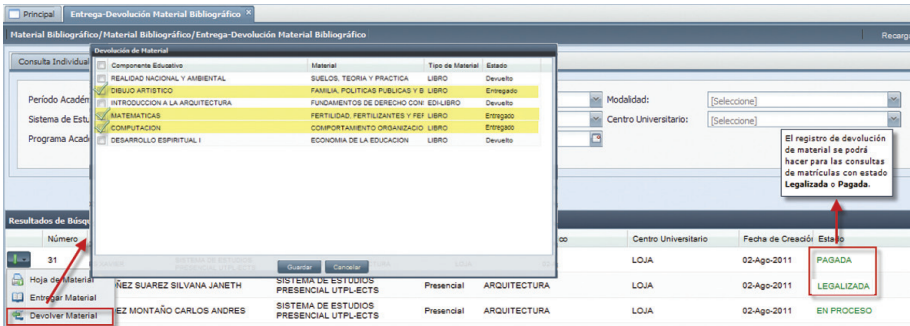 Principal Entrega-Devolución Material Bibliográfico
Material Bibliográfico/Material Bibliográfico/Entrega-Devolución Material Bibliográfico Recarga
Devolución de Material
Consulta Individual
Componente Educativo Material Tipo de Material Estado
REALIDAD NACIONAL Y AMBIENTAL SUELOS, TEORIA Y PRACTICA LIBRO Devuelto
DIBUJO ARTISTICO FAMILIA, POLITICAS PUBLICAS Y B LIBRO Entregado
INTRODUCCION A LA ARQUITECTURA FUNDAMENTOS DE DERECHO CONS EDI-LIBRO Devuelto
MATEMATICAS FERTILIDAD, FERTILIZANTES Y FER LIBRO Entregado
COMPUTACION COMPORTAMIENTO ORGANIZACIO LIBRO Entregado
DESARROLLO ESPIRITUAL I ECONOMIA DE LA EDUCACION LIBRO Devuelto
Período Académ Modalidad: [Seleccione]
Sistema de Estu Centro Universitario: [Seleccione]
Programa Acad
El registro de devolución
de material se podrá
hacer para las consultas
de matrículas con estado
Legalizada o Pagada.
Resultados de Búsqu
Número co Centro Universitario Fecha de Creació Estado
31 LOJA 02-Ago-2011 PAGADA
Guardar Cancelar
Hoja de Material
ÑEZ SUAREZ SILVANA JANETH SISTEMA DE ESTUDIOS PRESENCIAL UTPL-ECTS Presencial ARQUITECTURA LOJA 02-Ago-2011 LEGALIZADA
Entregar Material
Devolver Material
EZ MONTAÑO CARLOS ANDRES SISTEMA DE ESTUDIOS PRESENCIAL UTPL-ECTS Presencial ARQUITECTURA LOJA 02-Ago-2011 EN PROCESO